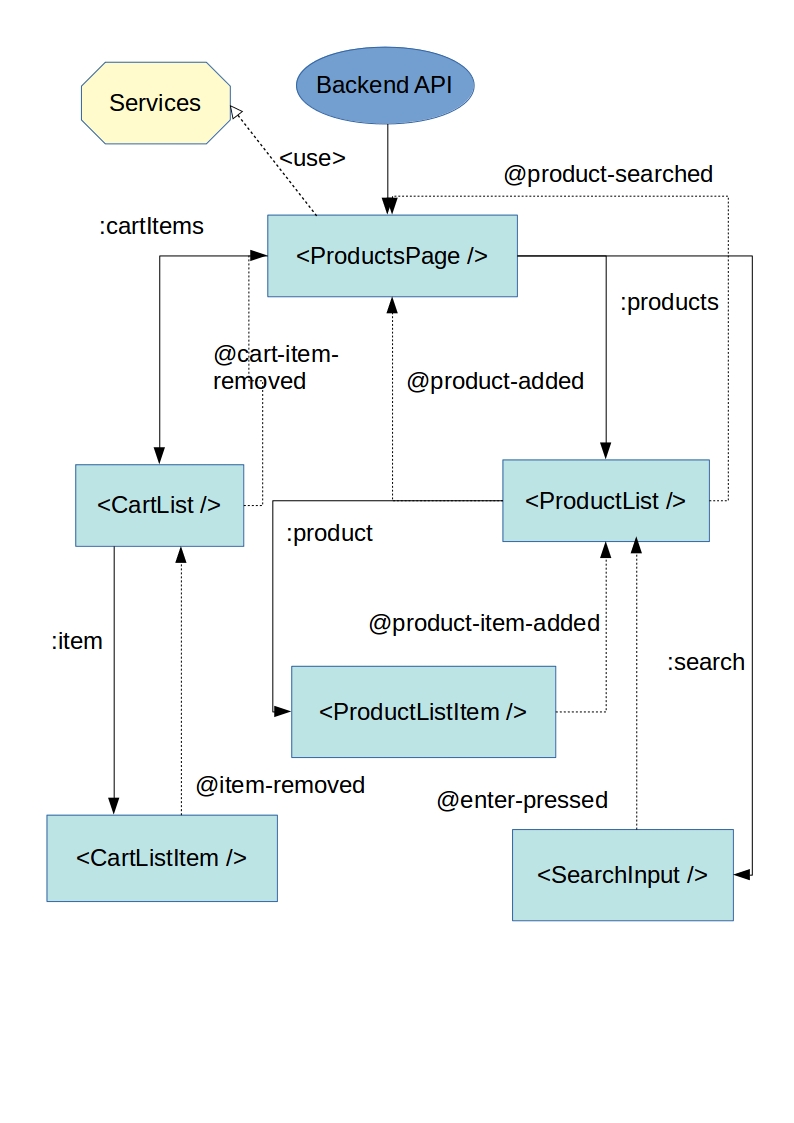 Services
Backend API
<use>
@product-searched
:cartItems
<ProductsPage />
:products
@cart-item-
removed
@product-added
<CartList />
<ProductList />
:product
@product-item-added
:item
:search
<ProductListItem />
@item-removed
@enter-pressed
<CartListItem />
<SearchInput />